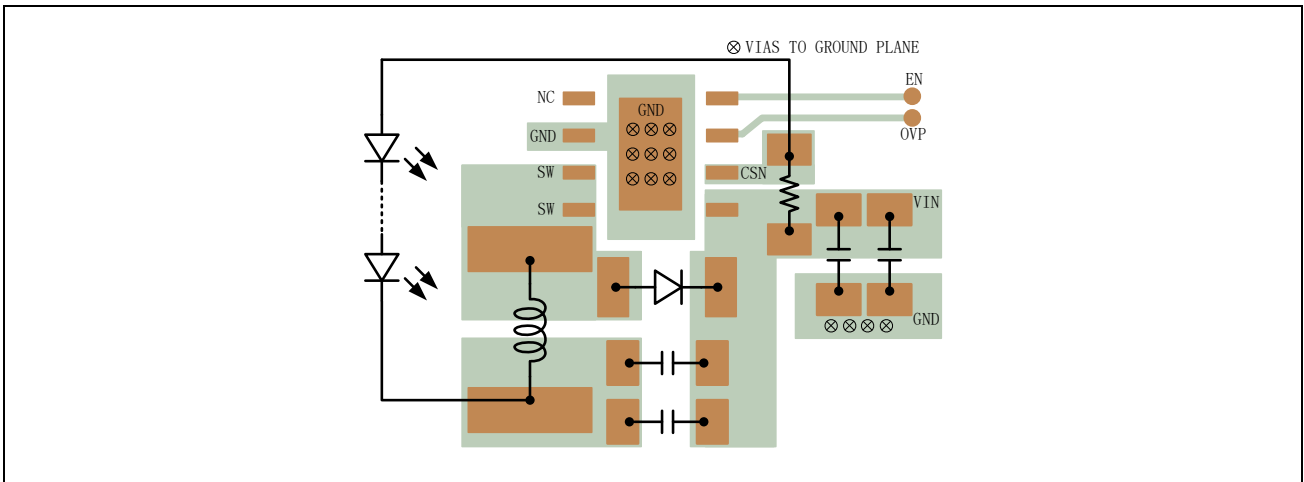 VIAS TO GROUND PLANE
EN
NC
GND
GND
OVP
SW
CSN
SW
VIN
GND